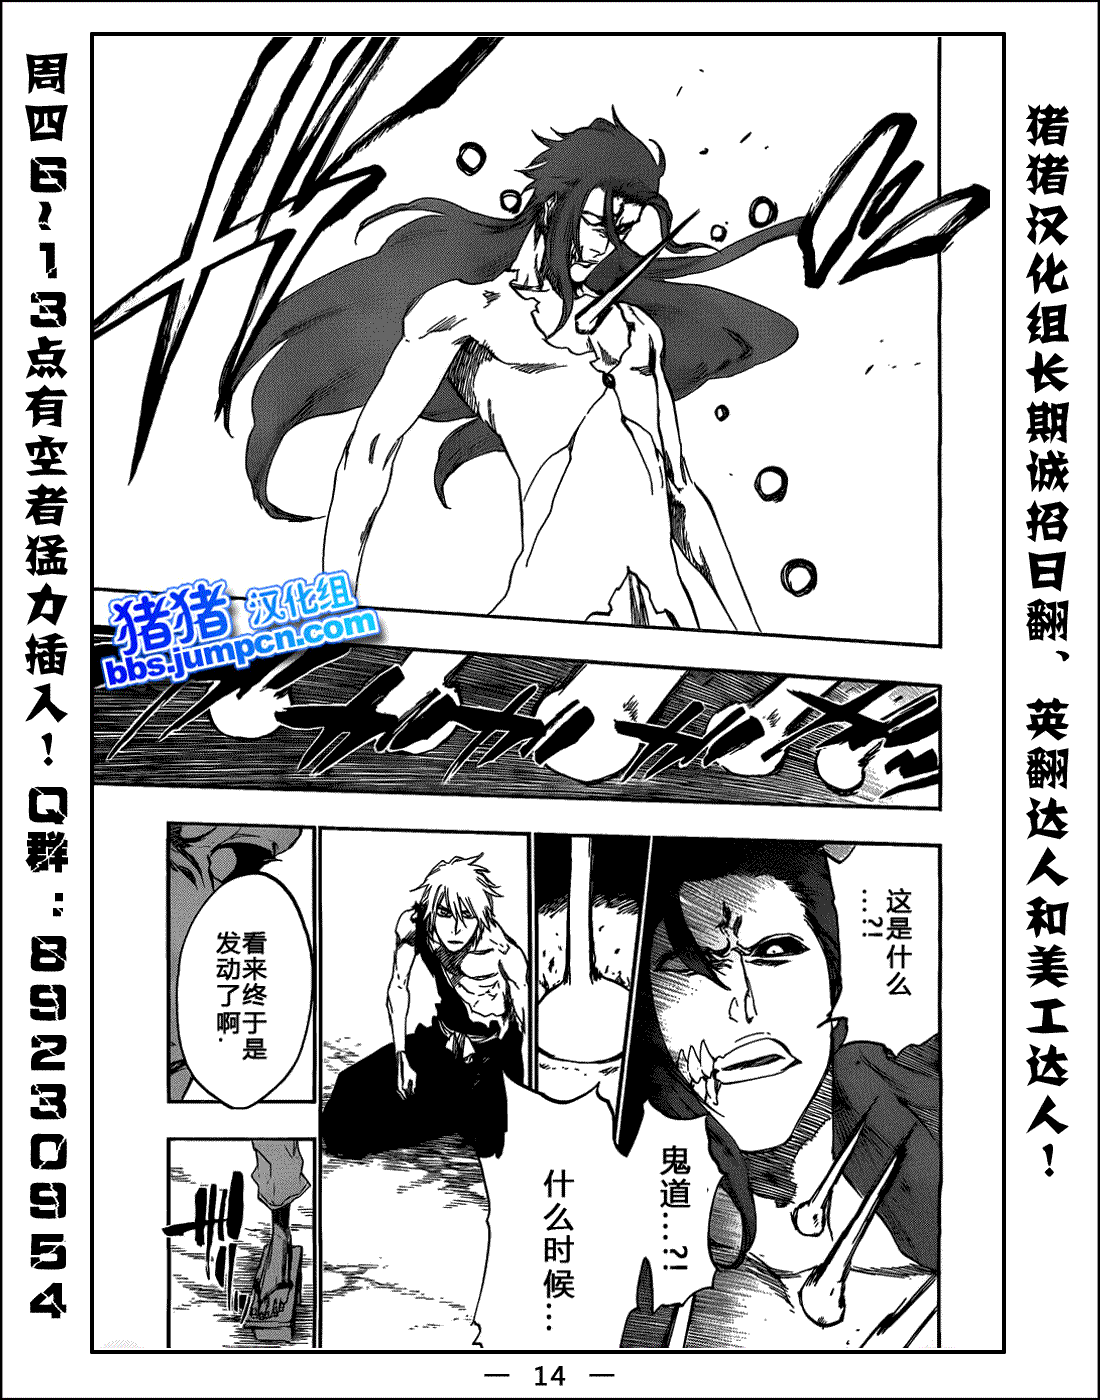 猪猪汉化组长期诚招日翻、英翻达人和美工达人！
周四6~13点有空者猛力插入！Q群：89230954
猪猪 汉化组
bbs.jumpcn.com
这是什么
…?!
鬼道…?!
什么时候…
看来终于是
发动了啊.
— 14 —